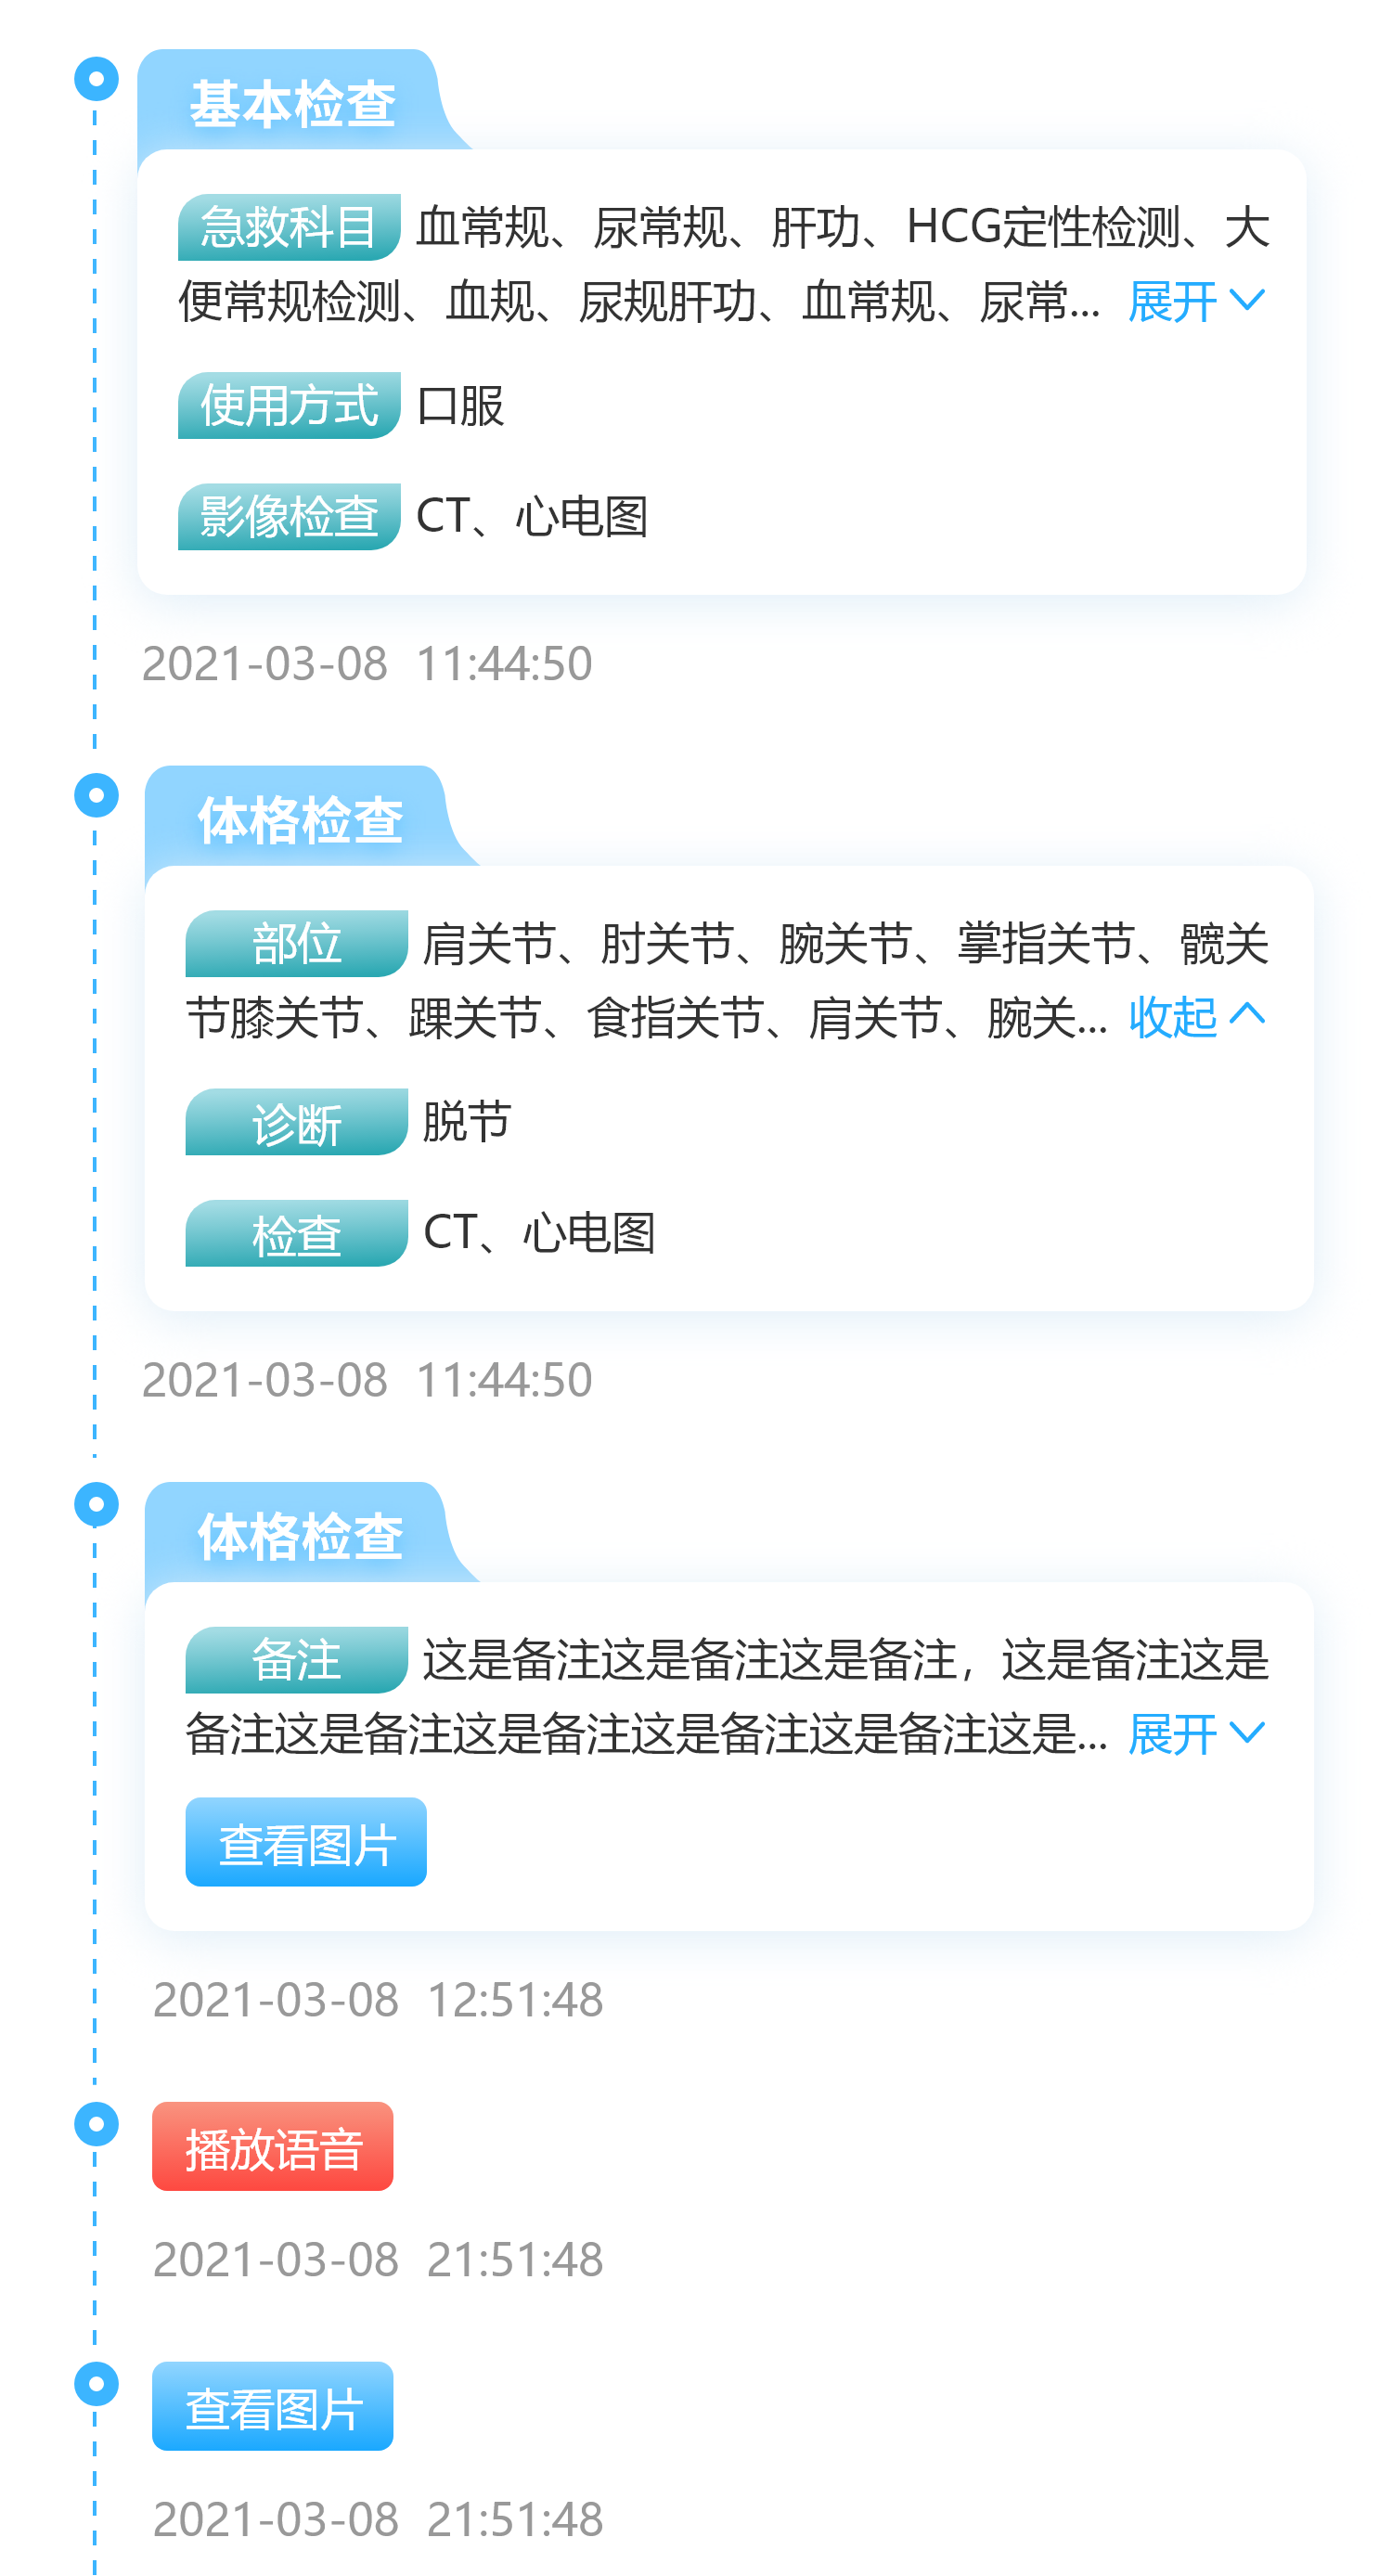 基本检查
急救科目 血常规、尿常规、肝功、HCG定性检测、大
便常规检测、血规、尿规肝功、血常规、尿常... 展开
使用方式 口服
影像检查 CT、心电图
2021-03-08 11:44:50
体格检查
部位 肩关节、肘关节、腕关节、掌指关节、髋关
节膝关节、踝关节、食指关节、肩关节、腕关... 收起
诊断 脱节
检查 CT、心电图
2021-03-08 11:44:50
体格检查
备注 这是备注这是备注这是备注，这是备注这是
备注这是备注这是备注这是备注这是备注这是... 展开
查看图片
2021-03-08 12:51:48
播放语音
2021-03-08 21:51:48
查看图片
2021-03-08 21:51:48